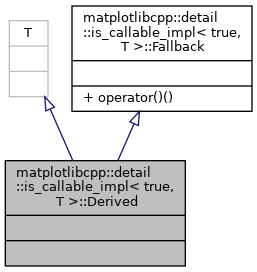 T
matplotlibcpp::detail
::is_callable_impl< true,
T >::Fallback
+ operator()()
matplotlibcpp::detail
::is_callable_impl< true,
T >::Derived